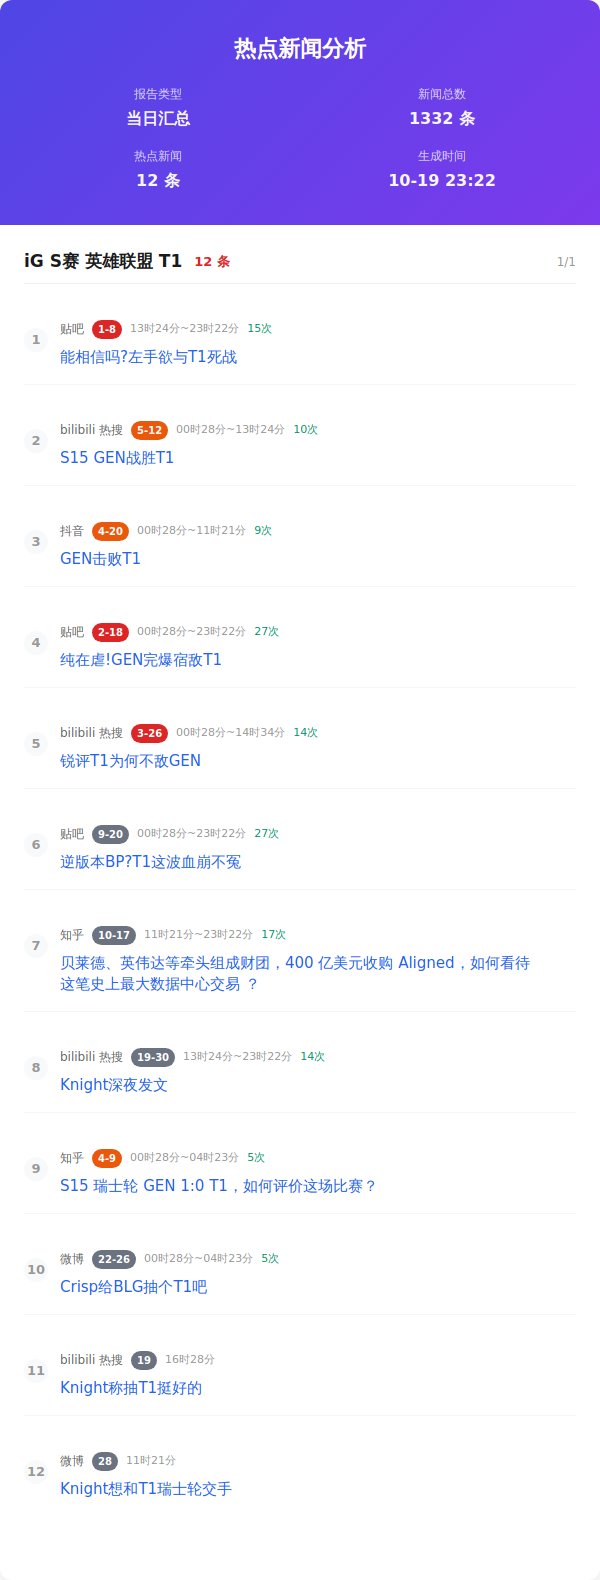 热点新闻分析
报告类型
新闻总数
当日汇总
1332 条
热点新闻
生成时间
12 条
10-19 23:22
iG S赛 英雄联盟 T1 12 条 1/1
1
贴吧 1-8 13时24分~23时22分 15次
能相信吗?左手欲与T1死战
2
bilibili 热搜 5-12 00时28分~13时24分 10次
S15 GEN战胜T1
3
抖音 4-20 00时28分~11时21分 9次
GEN击败T1
4
贴吧 2-18 00时28分~23时22分 27次
纯在虐!GEN完爆宿敌T1
5
bilibili 热搜 3-26 00时28分~14时34分 14次
锐评T1为何不敌GEN
6
贴吧 9-20 00时28分~23时22分 27次
逆版本BP?T1这波血崩不冤
7
知乎 10-17 11时21分~23时22分 17次
贝莱德、英伟达等牵头组成财团，400 亿美元收购 Aligned，如何看待
这笔史上最大数据中心交易 ？
8
bilibili 热搜 19-30 13时24分~23时22分 14次
Knight深夜发文
9
知乎 4-9 00时28分~04时23分 5次
S15 瑞士轮 GEN 1:0 T1，如何评价这场比赛？
10
微博 22-26 00时28分~04时23分 5次
Crisp给BLG抽个T1吧
11
bilibili 热搜 19 16时28分
Knight称抽T1挺好的
12
微博 28 11时21分
Knight想和T1瑞士轮交手